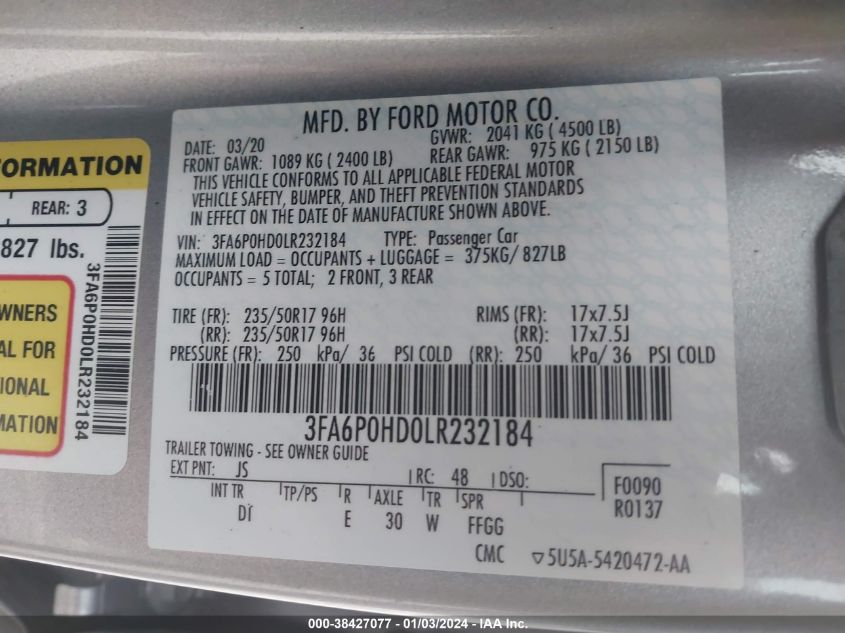 FORMATION
REAR: 3
827 lbs.
WNERS
AL FOR
IONAL
MATION
3FA6P0HD0LR232184
MFD. BY FORD MOTOR CO.
DATE: 03/20 GVWR: 2041 KG ( 4500 LB)
FRONT GAWR: 1089 KG ( 2400 LB) REAR GAWR: 975 KG ( 2150 LB)
THIS VEHICLE CONFORMS TO ALL APPLICABLE FEDERAL MOTOR
VEHICLE SAFETY, BUMPER, AND THEFT PREVENTION STANDARDS
IN EFFECT ON THE DATE OF MANUFACTURE SHOWN ABOVE.
VIN: 3FA6P0HD0LR232184 TYPE: Passenger Car
MAXIMUM LOAD = OCCUPANTS + LUGGAGE = 375KG/ 827LB
OCCUPANTS = 5 TOTAL; 2 FRONT, 3 REAR
TIRE (FR): 235/50R17 96H RIMS (FR): 17x7.5J
(RR): 235/50R17 96H (RR): 17x7.5J
PRESSURE (FR): 250 kPa/ 36 PSI COLD (RR): 250 kPa/ 36 PSI COLD
3FA6P0HD0LR232184
TRAILER TOWING - SEE OWNER GUIDE
EXT PNT: JS RC: 48 DSO: F0090
INT TR TP/PS R AXLE TR SPR R0137
DT E 30 W FFGG
CMC 5U5A-5420472-AA
000-38427077 - 01/03/2024 - IAA Inc.